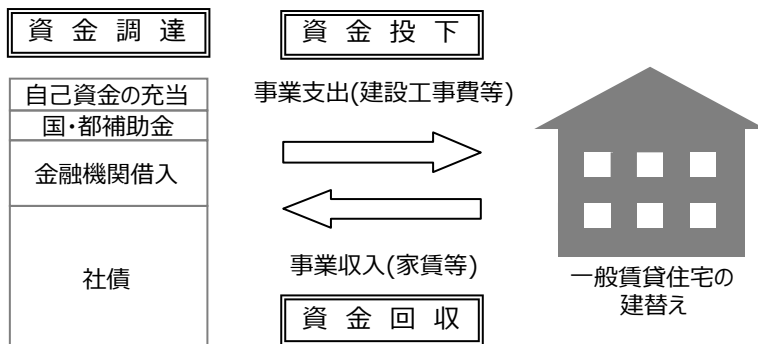 資金調達
自己資金の充当
国・都補助金
金融機関借入
社債
資金投下
事業支出(建設工事費等)
事業収入(家賃等)
資金回収
一般賃貸住宅の
建替え